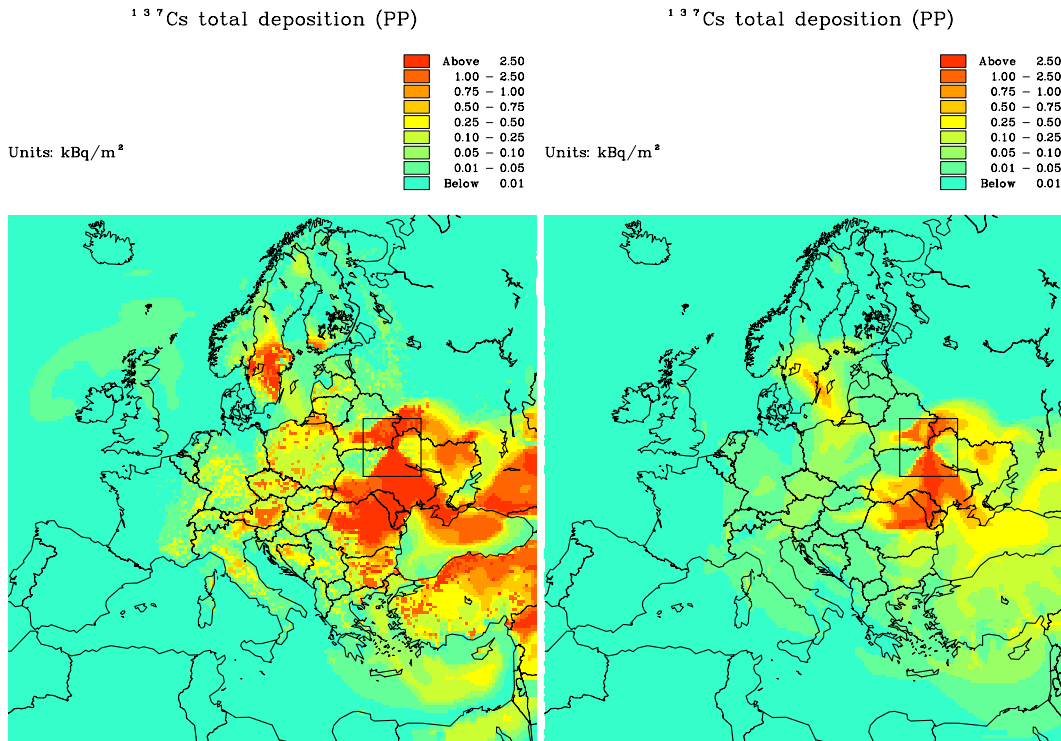 ¹³⁷Cs total deposition (PP)
Above 2.50
1.00 – 2.50
0.75 – 1.00
0.50 – 0.75
0.25 – 0.50
0.10 – 0.25
0.05 – 0.10
0.01 – 0.05
Below 0.01
Units: kBq/m²
¹³⁷Cs total deposition (PP)
Above 2.50
1.00 – 2.50
0.75 – 1.00
0.50 – 0.75
0.25 – 0.50
0.10 – 0.25
0.05 – 0.10
0.01 – 0.05
Below 0.01
Units: kBq/m²